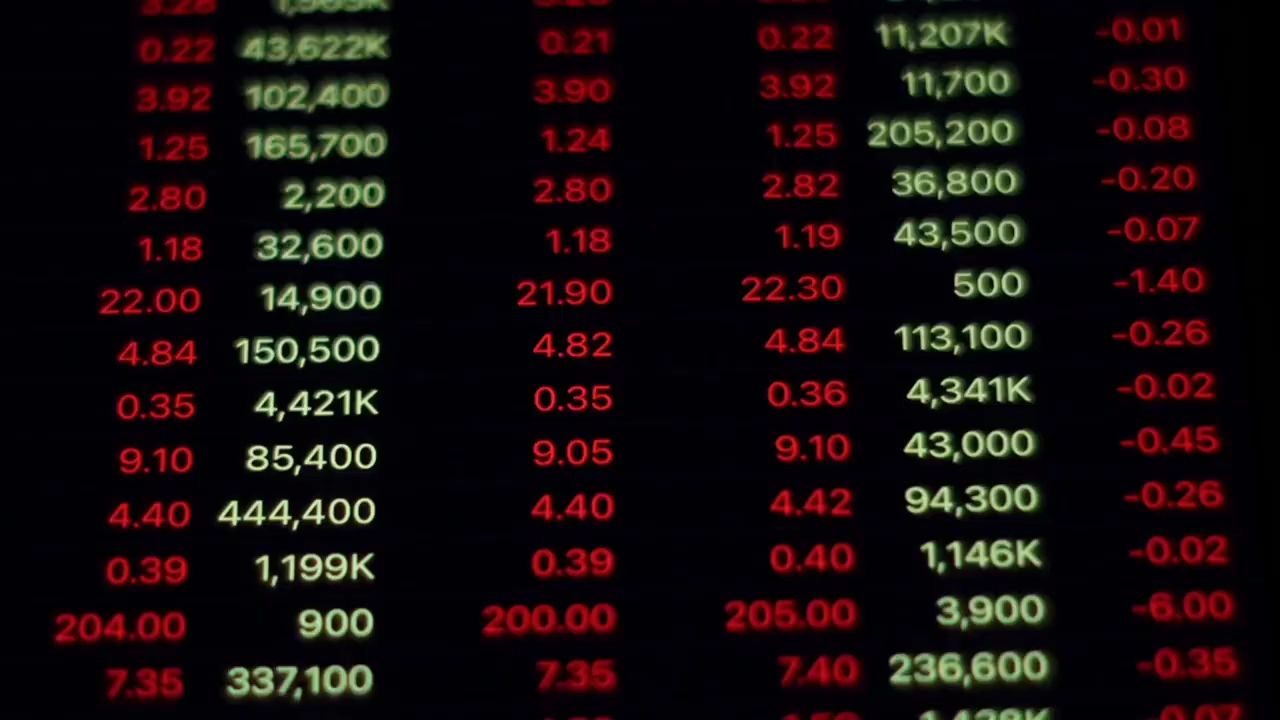 0.22 43,622K 0.21 0.22 11,207K -0.01
3.92 102,400 3.90 3.92 11,700 -0.30
1.25 165,700 1.24 1.25 205,200 -0.08
2.80 2,200 2.80 2.82 36,800 -0.20
1.18 32,600 1.18 1.19 43,500 -0.07
22.00 14,900 21.90 22.30 500 -1.40
4.84 150,500 4.82 4.84 113,100 -0.26
0.35 4,421K 0.35 0.36 4,341K -0.02
9.10 85,400 9.05 9.10 43,000 -0.45
4.40 444,400 4.40 4.42 94,300 -0.26
0.39 1,199K 0.39 0.40 1,146K -0.02
204.00 900 200.00 205.00 3,900 -6.00
7.35 337,100 7.35 7.40 236,600 -0.35